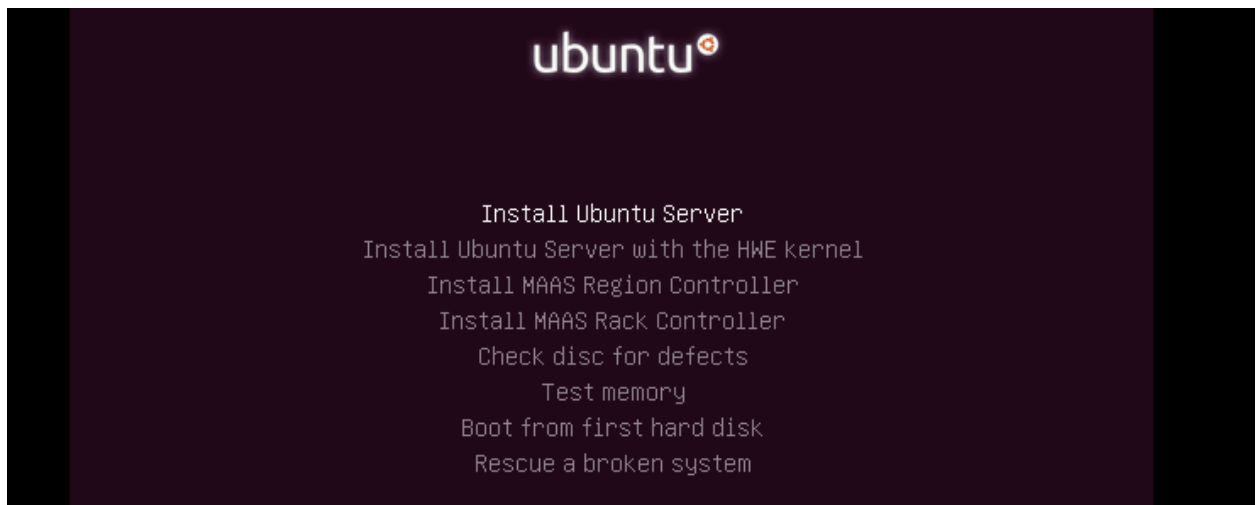 ubuntu
Install Ubuntu Server
Install Ubuntu Server with the HWE kernel
Install MAAS Region Controller
Install MAAS Rack Controller
Check disc for defects
Test memory
Boot from first hard disk
Rescue a broken system